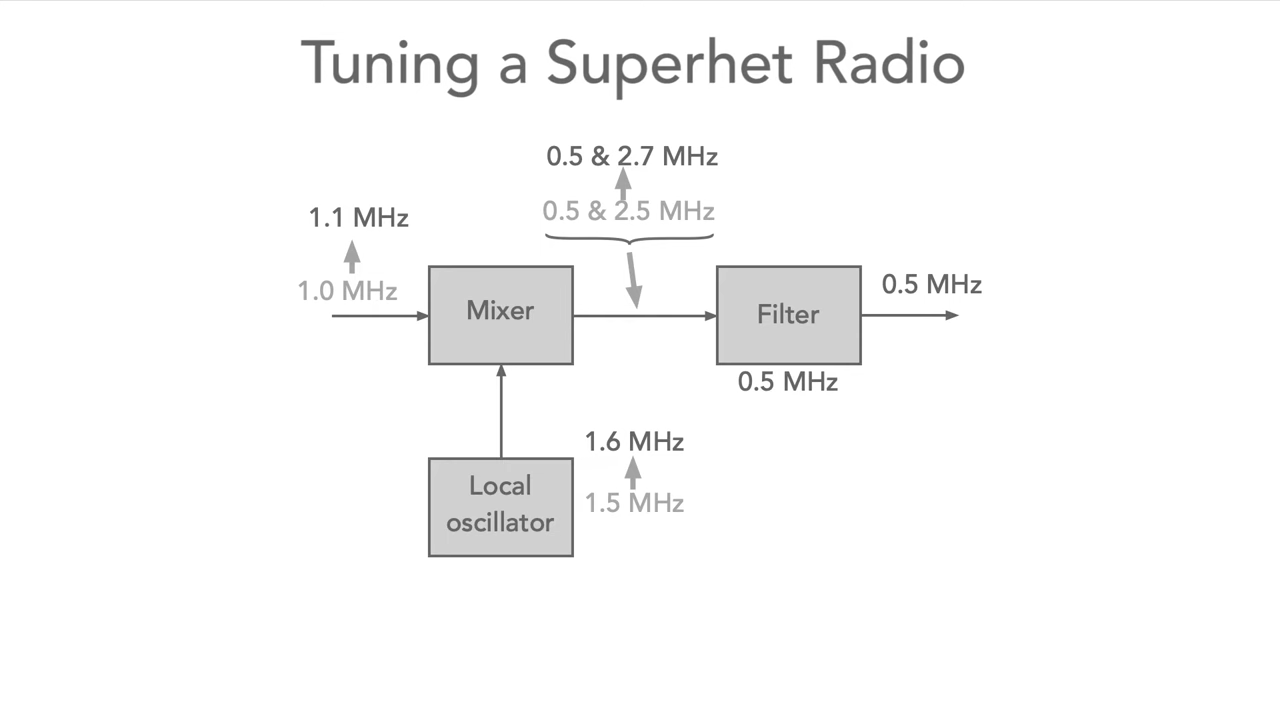 Tuning a Superhet Radio
0.5 & 2.7 MHz
0.5 & 2.5 MHz
1.1 MHz
1.0 MHz
Mixer
Filter
0.5 MHz
0.5 MHz
1.6 MHz
1.5 MHz
Local
oscillator